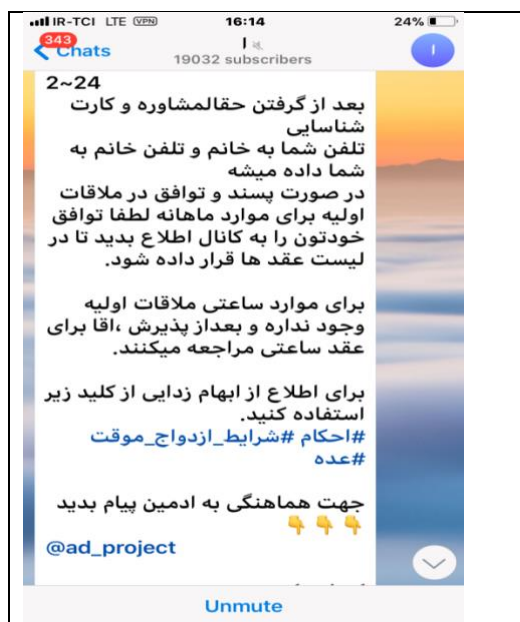 IR-TCI LTE VPN 16:14 24%
343
Chats
ا
19032 subscribers
ا
2~24
بعد از گرفتن حقالمشاوره و کارت
شناسایی
تلفن شما به خانم و تلفن خانم به
شما داده میشه
در صورت پسند و توافق در ملاقات
اولیه برای موارد ماهانه لطفا توافق
خودتون را به کانال اطلاع بدید تا در
لیست عقد ها قرار داده شود.
برای موارد ساعتی ملاقات اولیه
وجود نداره و بعداز پذیرش ،اقا برای
عقد ساعتی مراجعه میکنند.
برای اطلاع از ابهام زدایی از کلید زیر
استفاده کنید.
#احکام #شرایط_ازدواج_موقت
#عده
جهت هماهنگی به ادمین پیام بدید
👇👇👇
@ad_project
Unmute